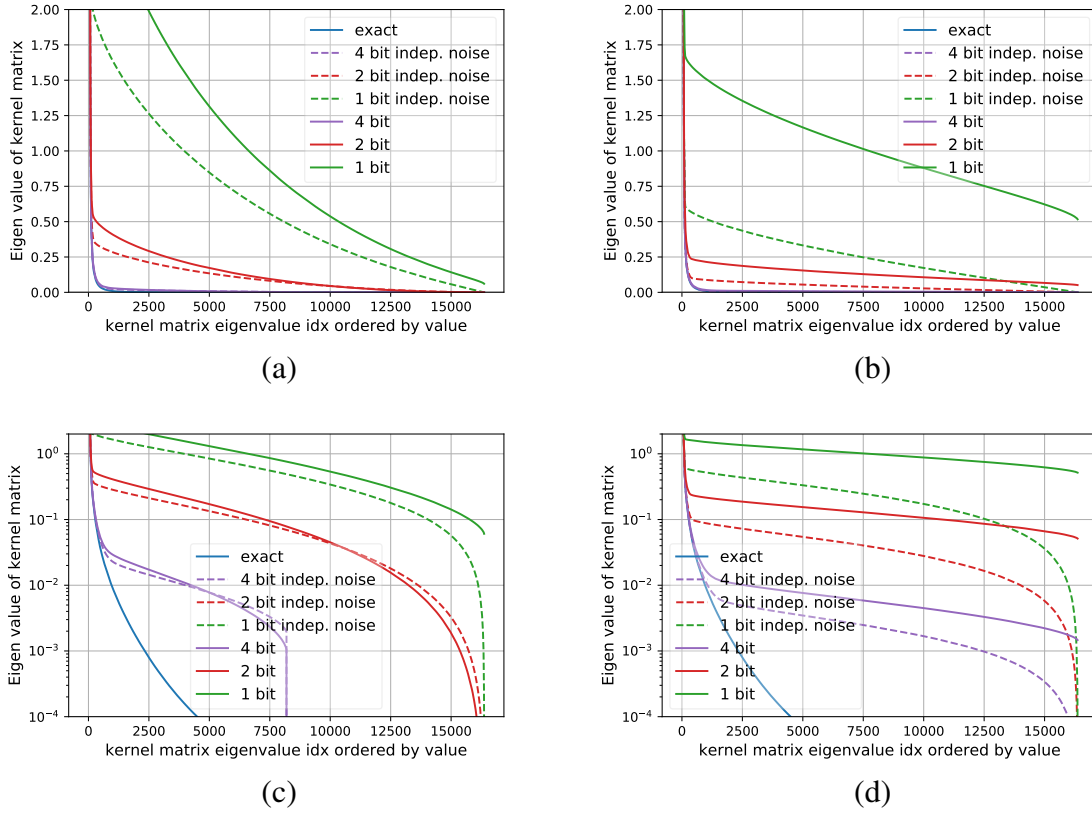 2.00
1.75
1.50
1.25
1.00
0.75
0.50
0.25
0.00
Eigen value of kernel matrix
exact
4 bit indep. noise
2 bit indep. noise
1 bit indep. noise
4 bit
2 bit
1 bit
0 2500 5000 7500 10000 12500 15000
kernel matrix eigenvalue idx ordered by value
(a)
2.00
1.75
1.50
1.25
1.00
0.75
0.50
0.25
0.00
Eigen value of kernel matrix
exact
4 bit indep. noise
2 bit indep. noise
1 bit indep. noise
4 bit
2 bit
1 bit
0 2500 5000 7500 10000 12500 15000
kernel matrix eigenvalue idx ordered by value
(b)
10⁰
10⁻¹
10⁻²
10⁻³
10⁻⁴
Eigen value of kernel matrix
exact
4 bit indep. noise
2 bit indep. noise
1 bit indep. noise
4 bit
2 bit
1 bit
0 2500 5000 7500 10000 12500 15000
kernel matrix eigenvalue idx ordered by value
(c)
10⁰
10⁻¹
10⁻²
10⁻³
10⁻⁴
Eigen value of kernel matrix
exact
4 bit indep. noise
2 bit indep. noise
1 bit indep. noise
4 bit
2 bit
1 bit
0 2500 5000 7500 10000 12500 15000
kernel matrix eigenvalue idx ordered by value
(d)